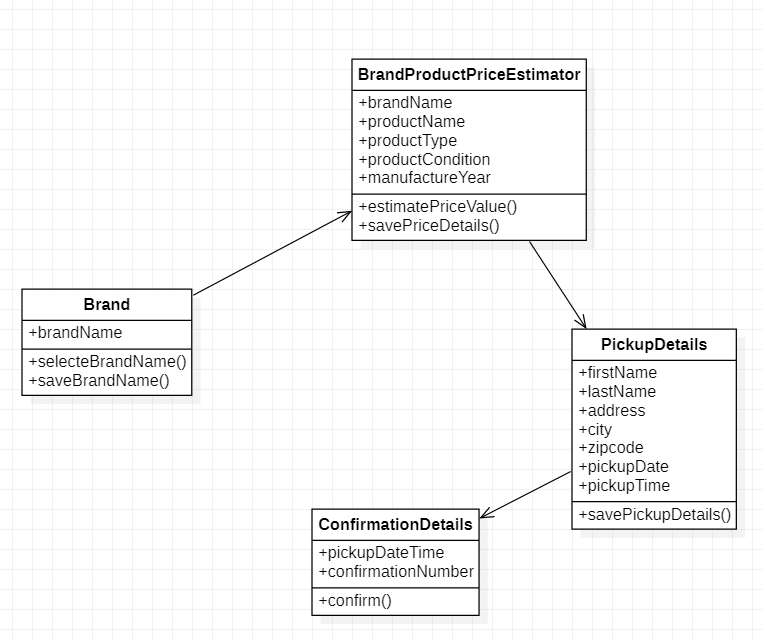 BrandProductPriceEstimator
+brandName
+productName
+productType
+productCondition
+manufactureYear
+estimatePriceValue()
+savePriceDetails()
Brand
+brandName
+selecteBrandName()
+saveBrandName()
PickupDetails
+firstName
+lastName
+address
+city
+zipcode
+pickupDate
+pickupTime
+savePickupDetails()
ConfirmationDetails
+pickupDateTime
+confirmationNumber
+confirm()